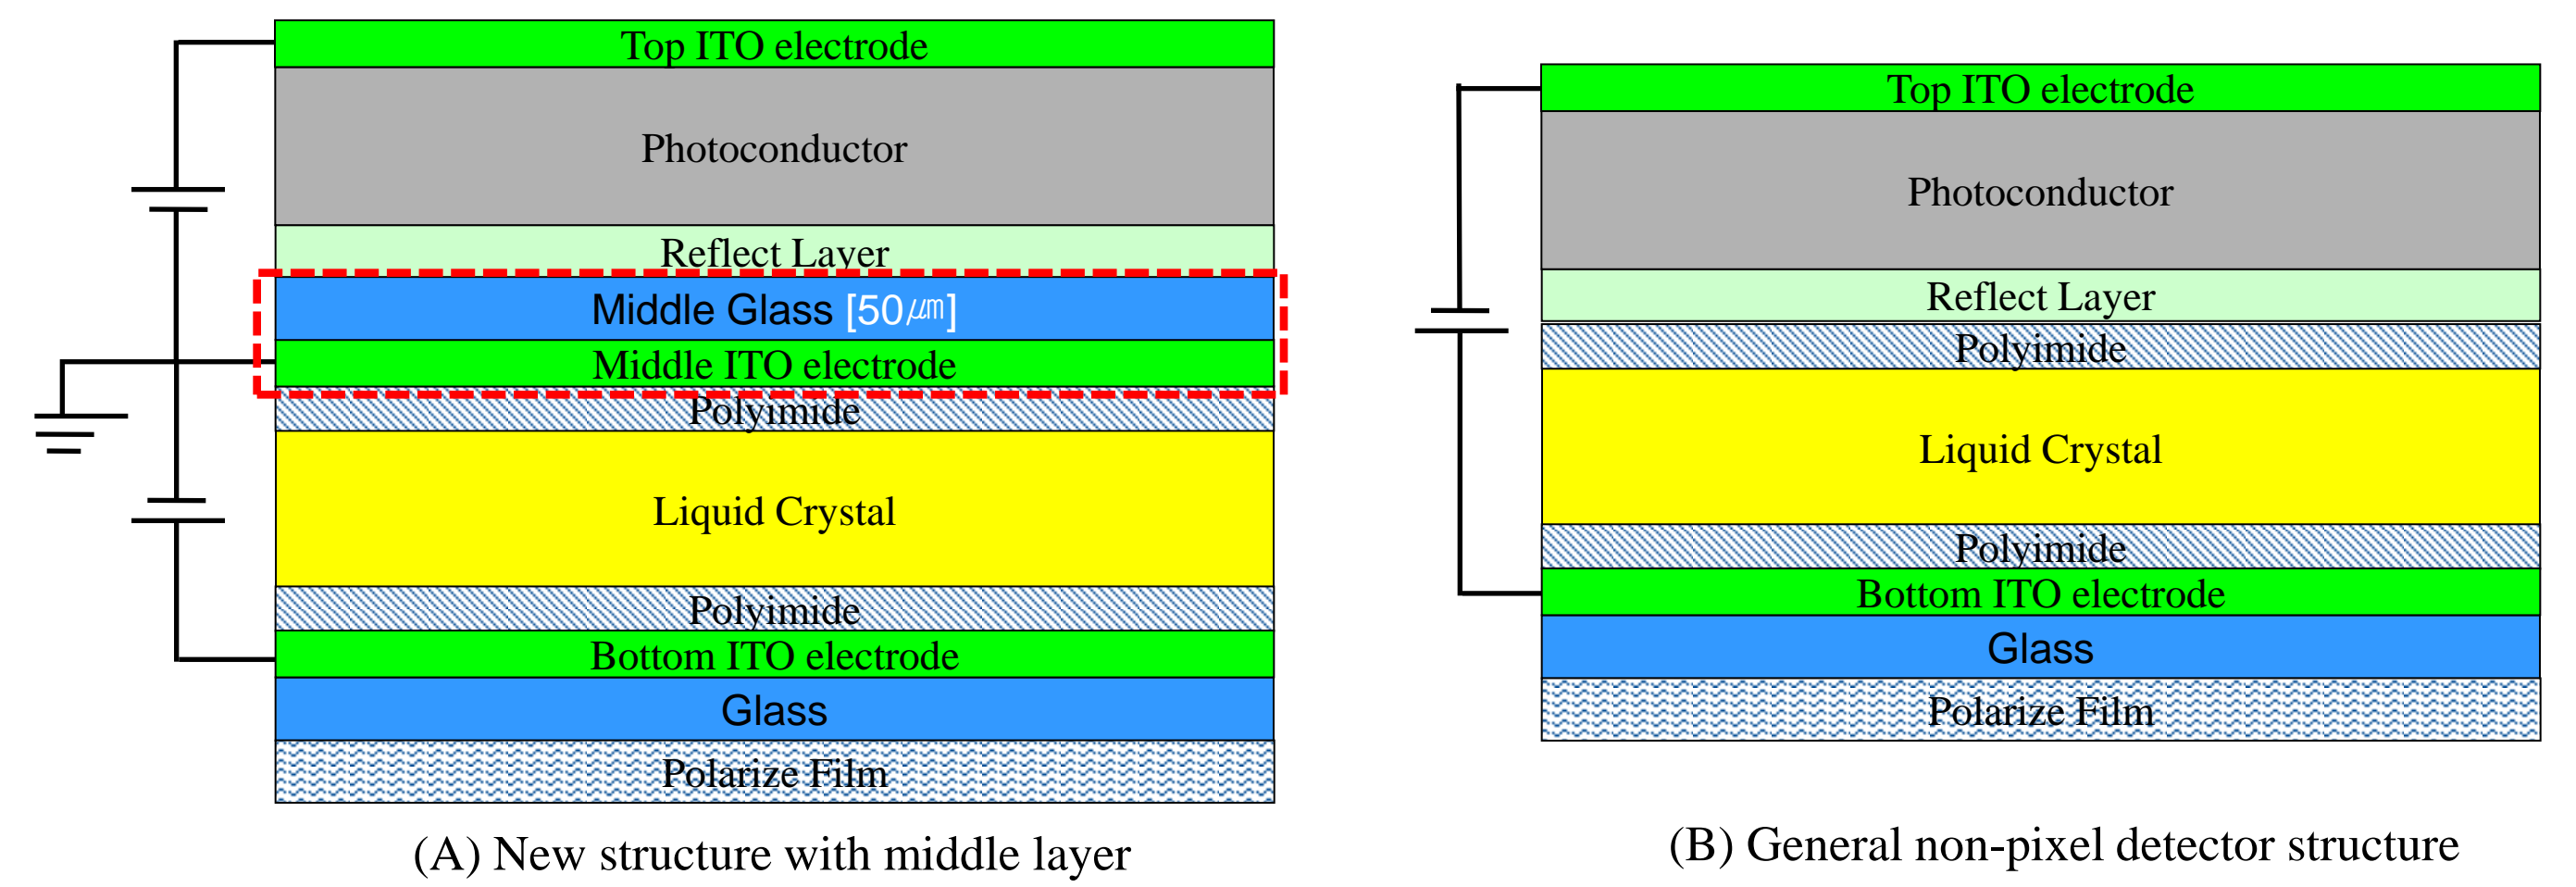 Top ITO electrode
Photoconductor
Reflect Layer
Middle Glass [50㎛]
Middle ITO electrode
Polyimide
Liquid Crystal
Polyimide
Bottom ITO electrode
Glass
Polarize Film
(A) New structure with middle layer
Top ITO electrode
Photoconductor
Reflect Layer
Polyimide
Liquid Crystal
Polyimide
Bottom ITO electrode
Glass
Polarize Film
(B) General non-pixel detector structure